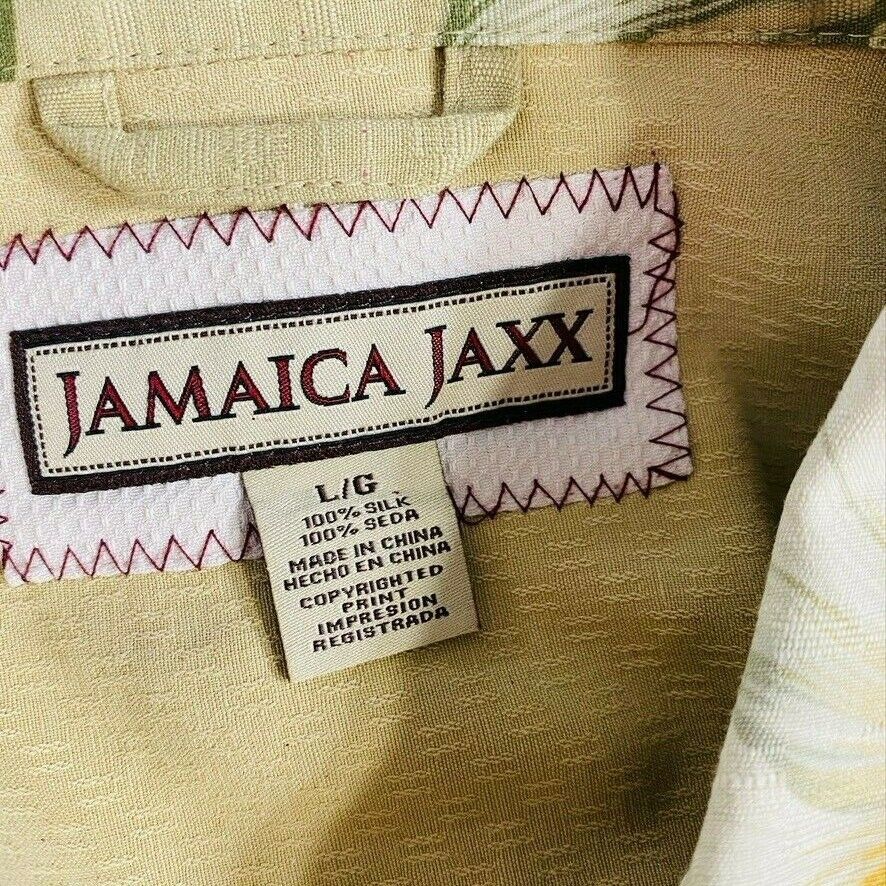 JAMAICA JAXX
L/G
100% SILK
100% SEDA
MADE IN CHINA
HECHO EN CHINA
COPYRIGHTED
PRINT
IMPRESION
REGISTRADA